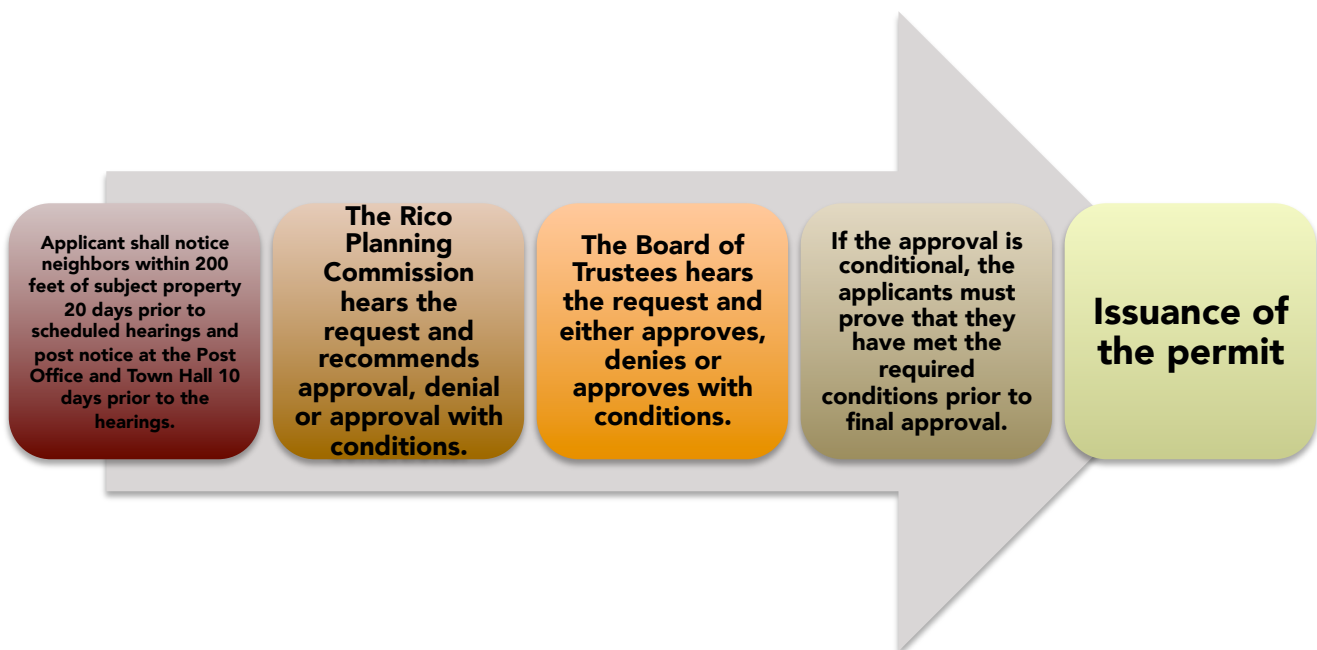 Applicant shall notice
neighbors within 200
feet of subject property
20 days prior to
scheduled hearings and
post notice at the Post
Office and Town Hall 10
days prior to the
hearings.
The Rico
Planning
Commission
hears the
request and
recommends
approval, denial
or approval with
conditions.
The Board of
Trustees hears
the request and
either approves,
denies or
approves with
conditions.
If the approval is
conditional, the
applicants must
prove that they
have met the
required
conditions prior to
final approval.
Issuance of
the permit